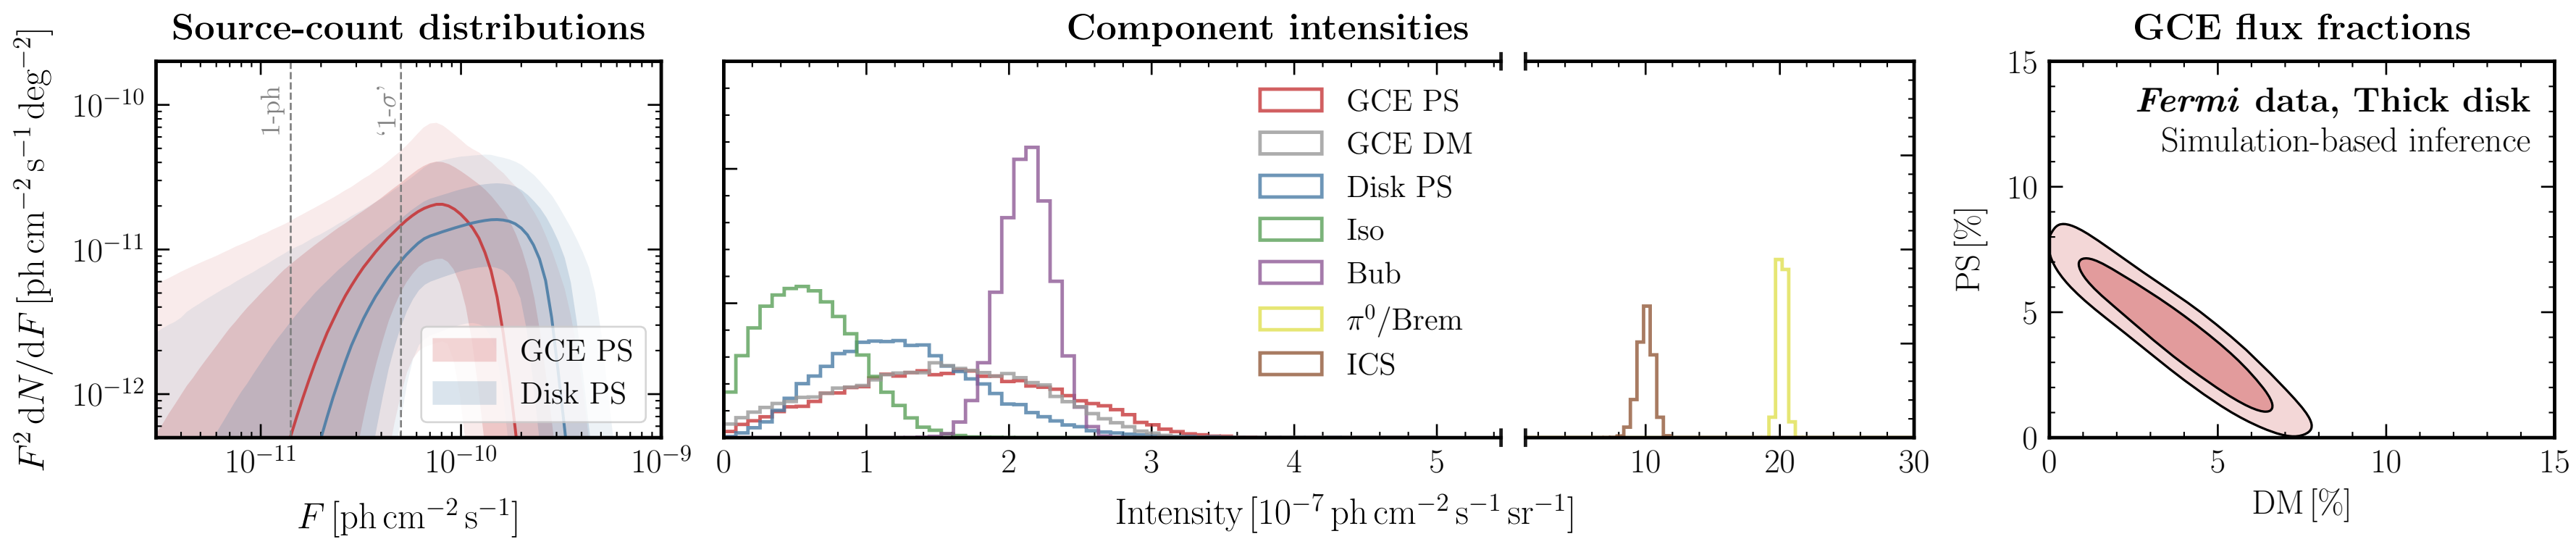 Source-count distributions
F² dN/dF [ph cm⁻² s⁻¹ deg⁻²]
10⁻¹⁰
10⁻¹¹
10⁻¹²
1-ph
'1-σ'
GCE PS
Disk PS
10⁻¹¹ 10⁻¹⁰ 10⁻⁹
F [ph cm⁻² s⁻¹]
Component intensities
GCE PS
GCE DM
Disk PS
Iso
Bub
π⁰/Brem
ICS
0 1 2 3 4 5 10 20 30
Intensity [10⁻⁷ ph cm⁻² s⁻¹ sr⁻¹]
GCE flux fractions
Fermi data, Thick disk
Simulation-based inference
PS [%]
15
10
5
0
0 5 10 15
DM [%]